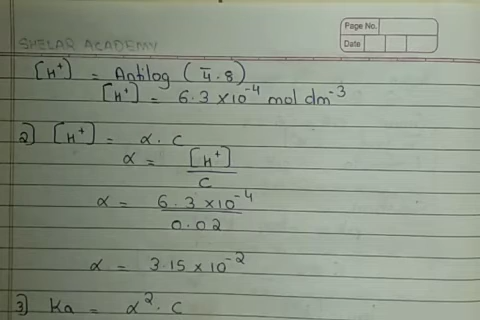 SHELAR ACADEMY
Page No.
Date
[H⁺] = Antilog ( 4̄.8)
[H⁺] = 6.3 × 10⁻⁴ mol dm⁻³
2) [H⁺] = α · C
α = [H⁺]
C
α = 6.3 × 10⁻⁴
0.02
α = 3.15 × 10⁻²
3) Ka = α² · C